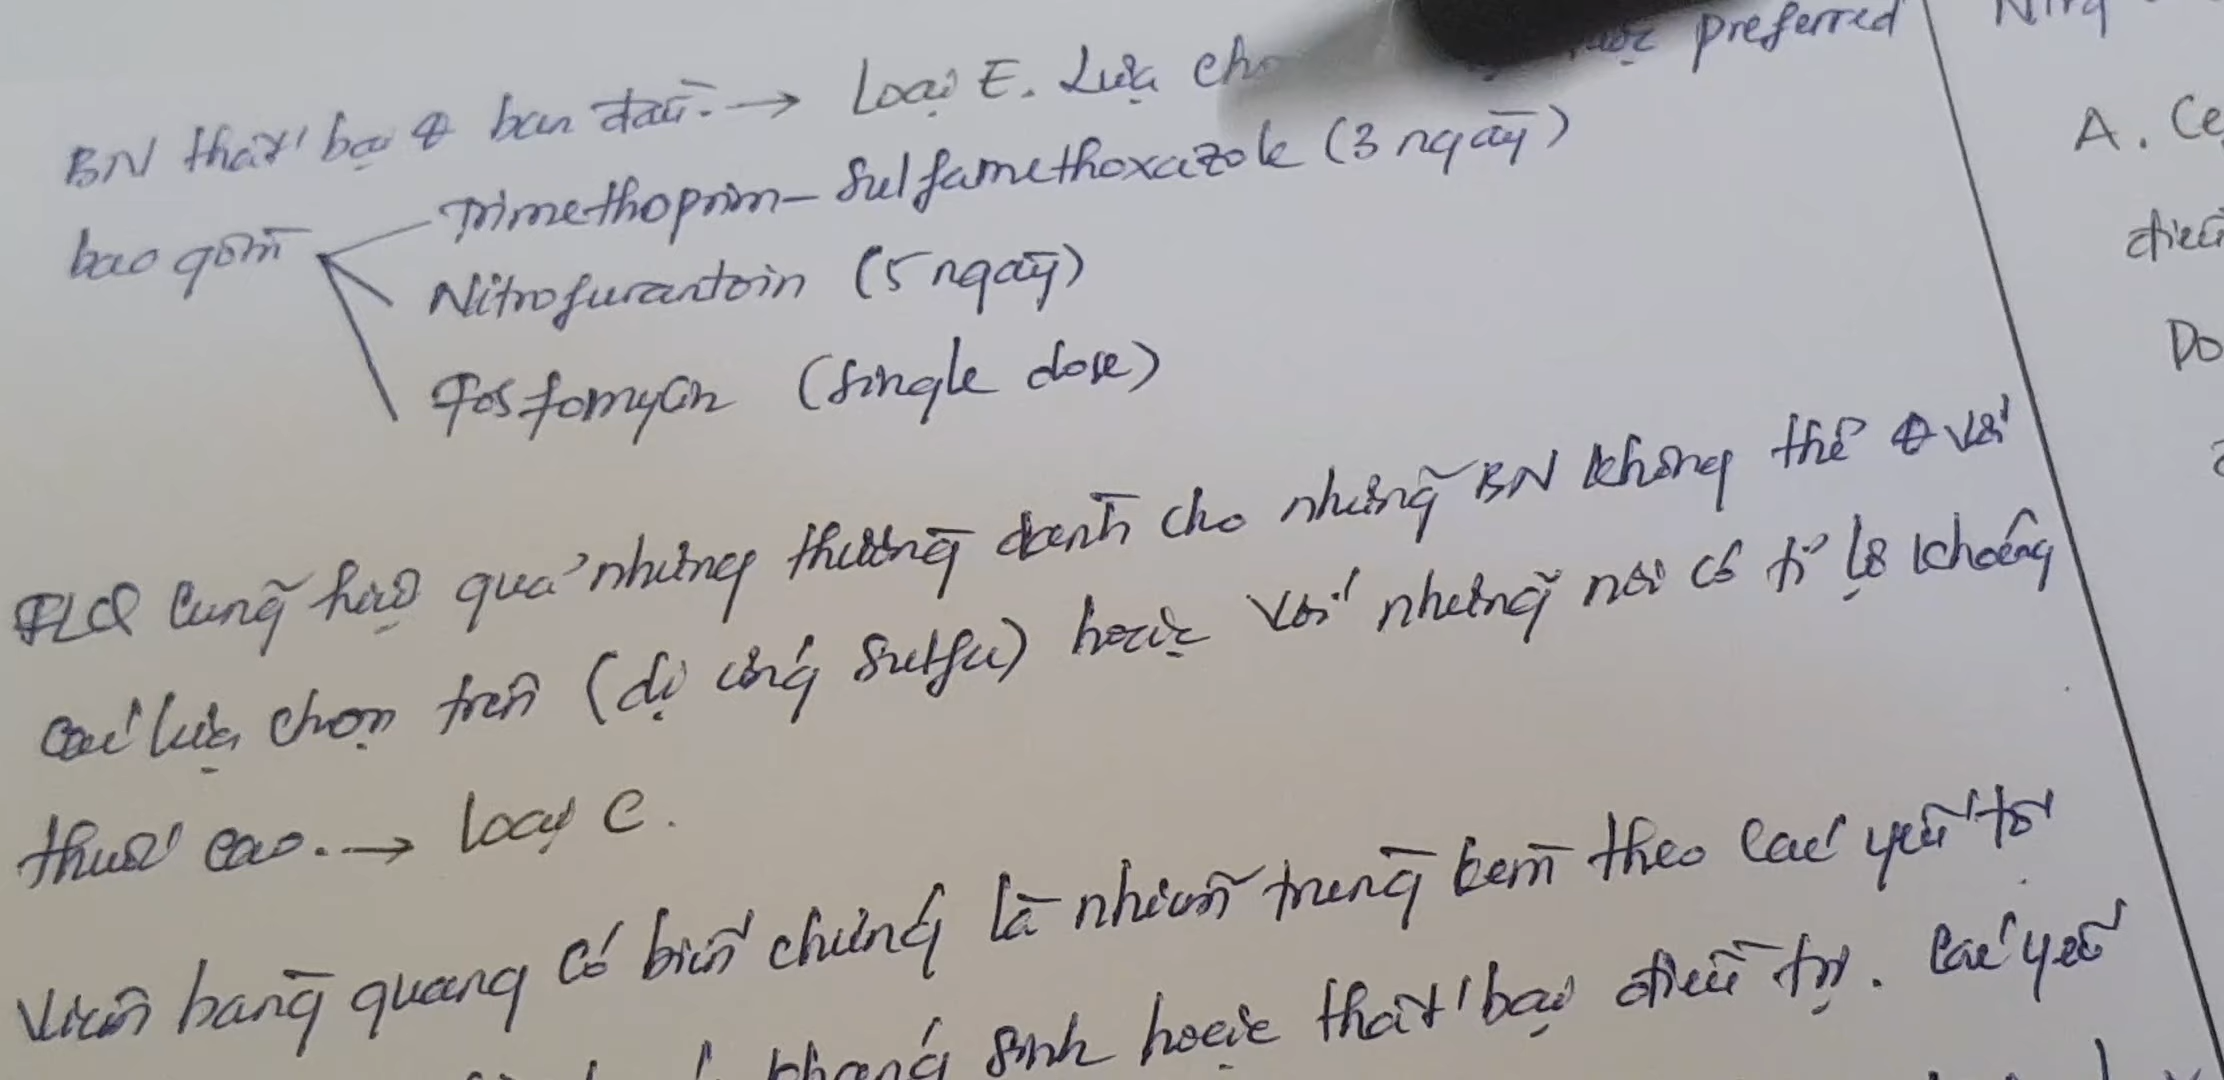 BN thất bại θ ban đầu. → Loại E. Lựa preferred
bao gồm Trimethoprim - Sulfamethoxazole (3 ngày)
Nitrofurantoin (5 ngày)
Fosfomycin (single dose)
FLQ cũng hiệu quả nhưng thường dành cho những BN không thể θ với
các lựa chọn trên (dị ứng Sulfa) hoặc với những nơi có tỉ lệ kháng
thuốc cao. → Loại C.
Viêm bàng quang có biến chứng là nhiễm trùng kèm theo các yếu tố
kháng sinh hoặc thất bại điều trị. Các yếu
A.
điều